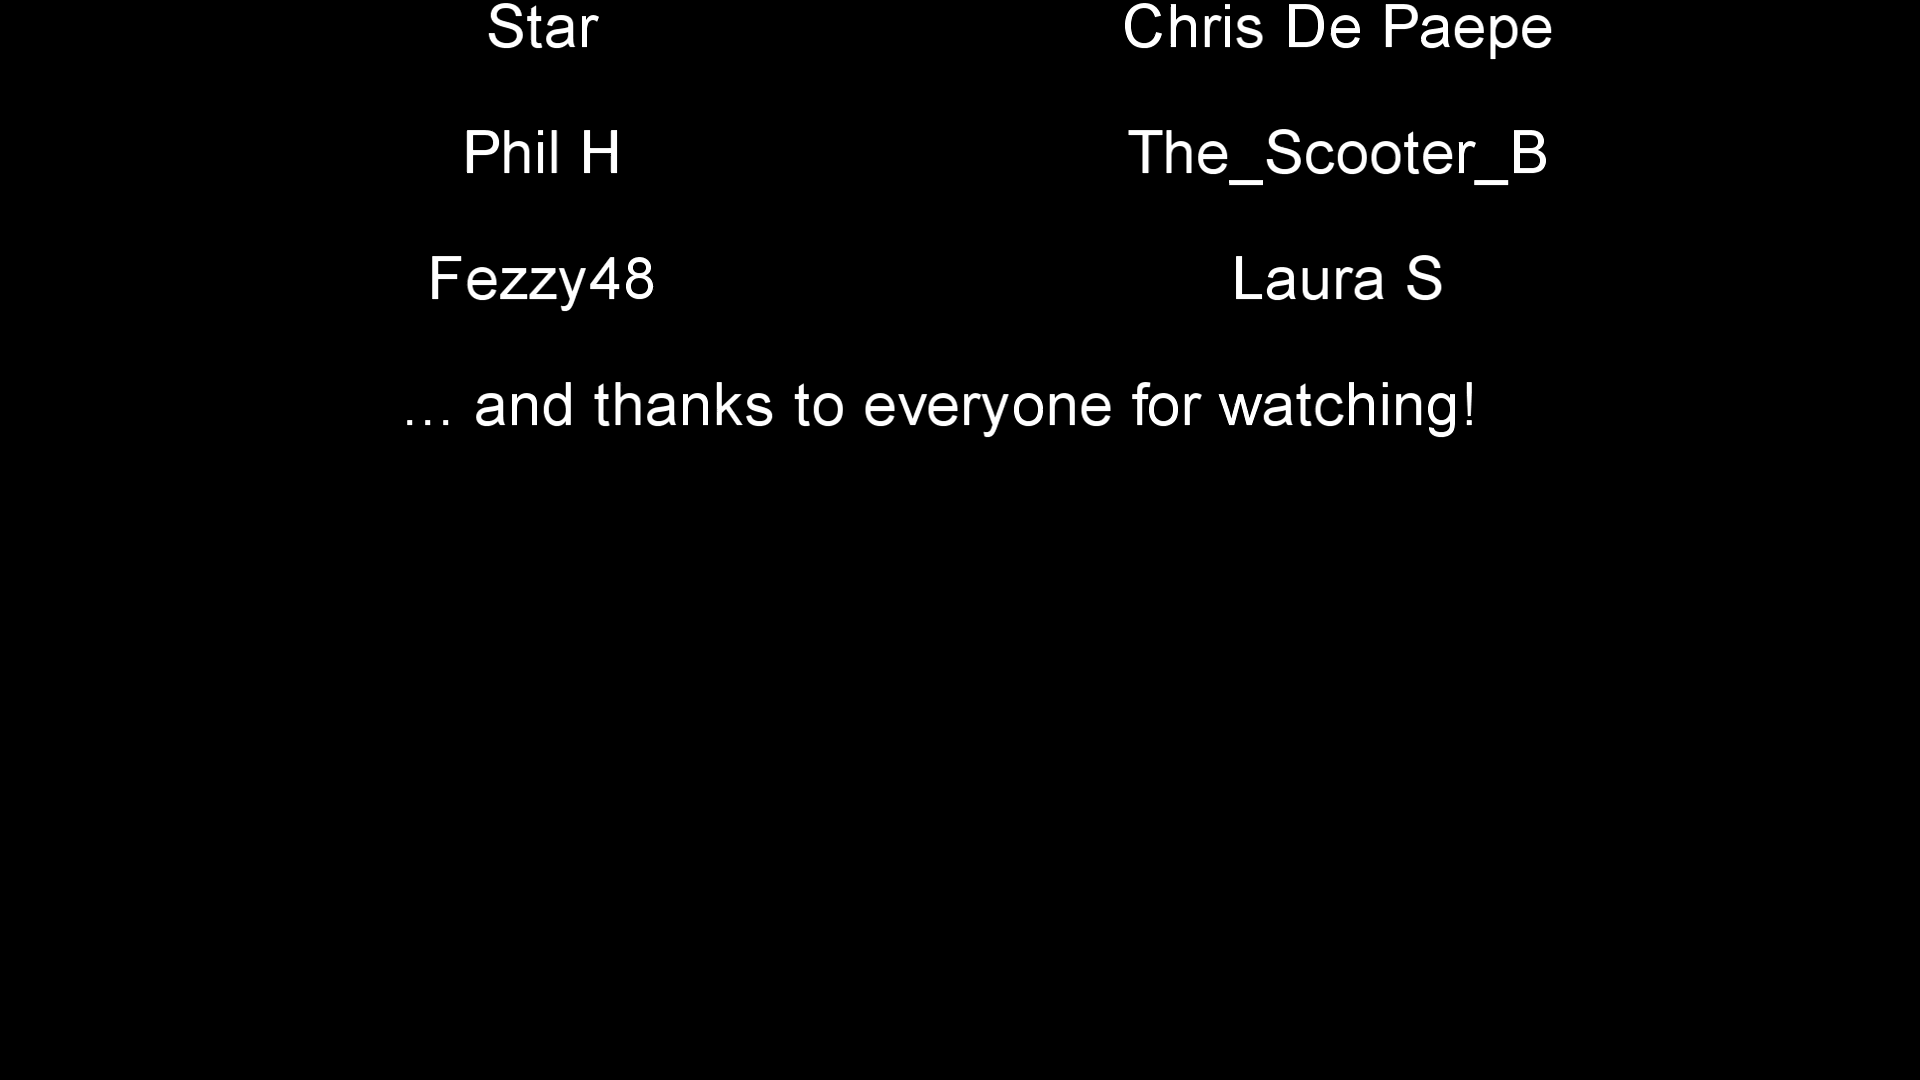 Star Chris De Paepe
Phil H The_Scooter_B
Fezzy48 Laura S
... and thanks to everyone for watching!